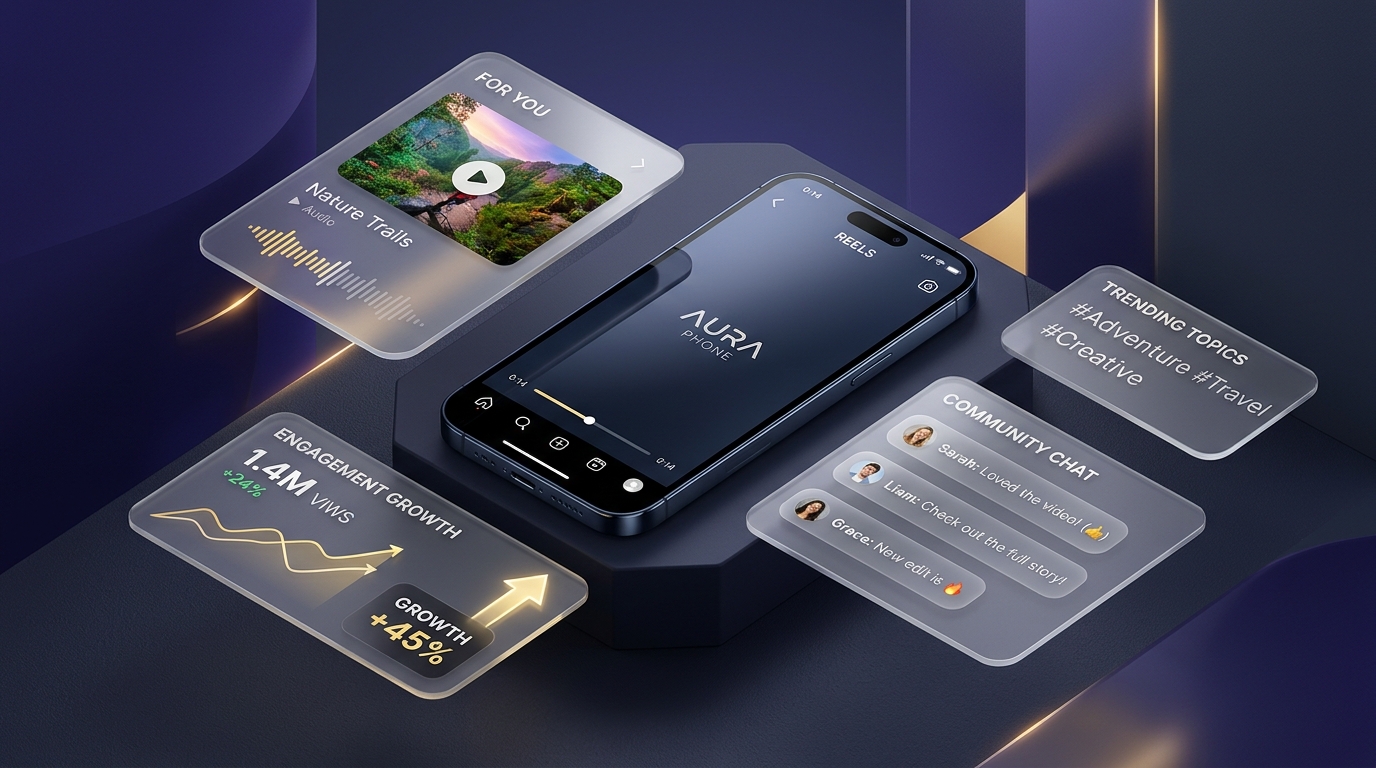 FOR YOU
Nature Trails
Audio
0:14
REELS
AURA
PHONE
0:14
0:14
TRENDING TOPICS
#Adventure #Travel
#Creative
COMMUNITY CHAT
Sarah: Loved the video! (👍)
Liam: Check out the full story!
Grace: New edit is 🔥
ENGAGEMENT GROWTH
1.4M VIWS
+24%
GROWTH
+45%